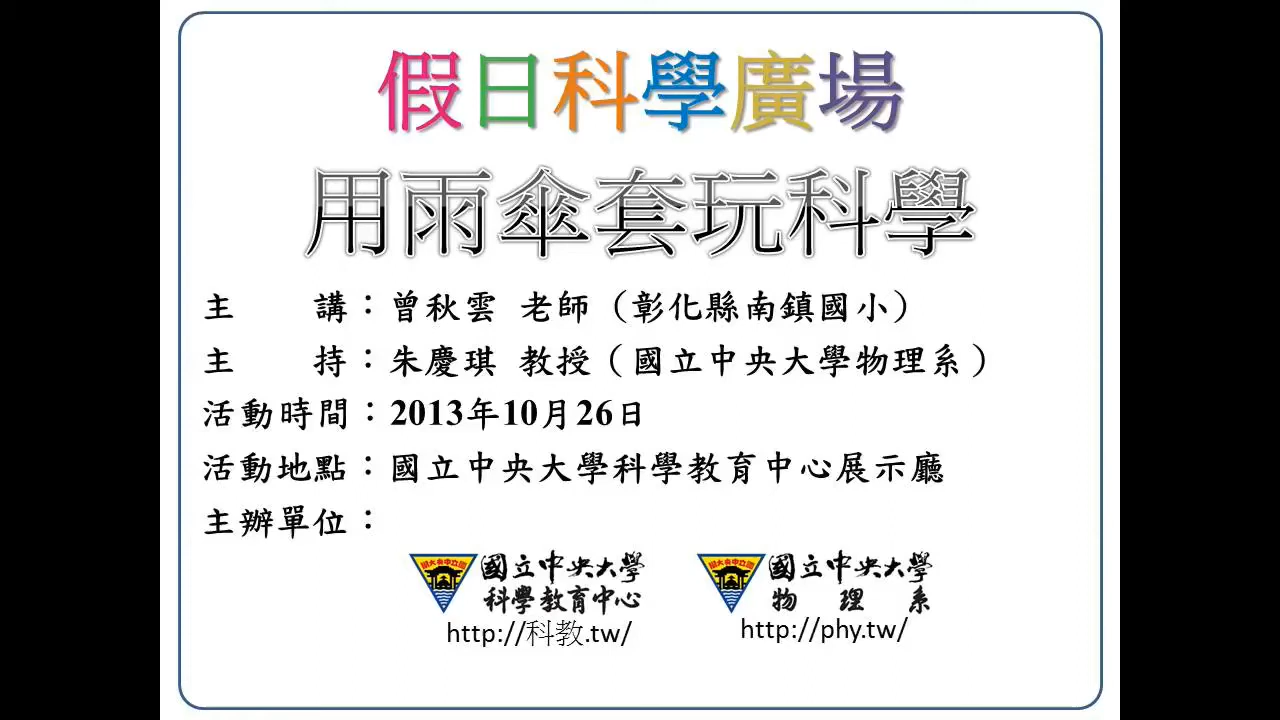 假日科學廣場
用雨傘套玩科學
主　　講：曾秋雲 老師（彰化縣南鎮國小）
主　　持：朱慶琪 教授（國立中央大學物理系）
活動時間：2013年10月26日
活動地點：國立中央大學科學教育中心展示廳
主辦單位：
國立中央大學
科學教育中心
http://科教.tw/
國立中央大學
物理系
http://phy.tw/